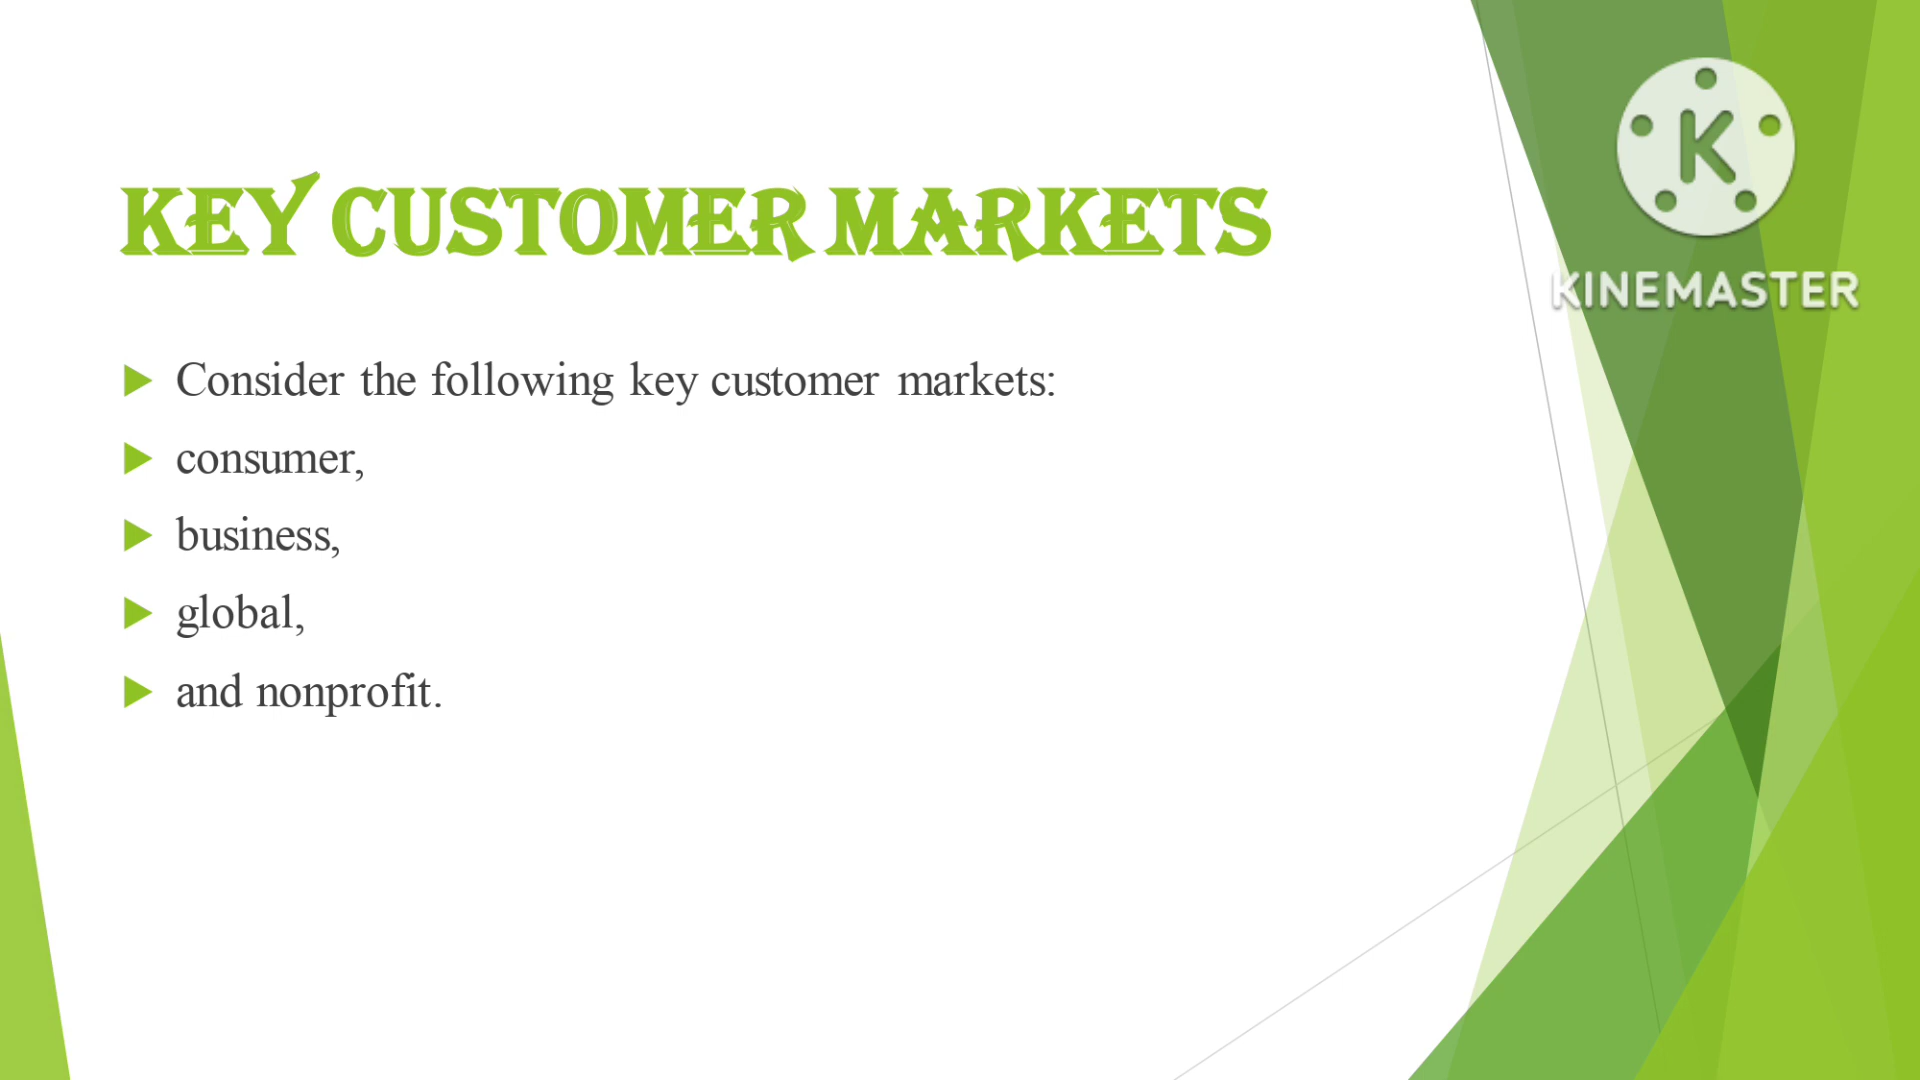 KEY CUSTOMER MARKETS
K
KINEMASTER
Consider the following key customer markets:
consumer,
business,
global,
and nonprofit.